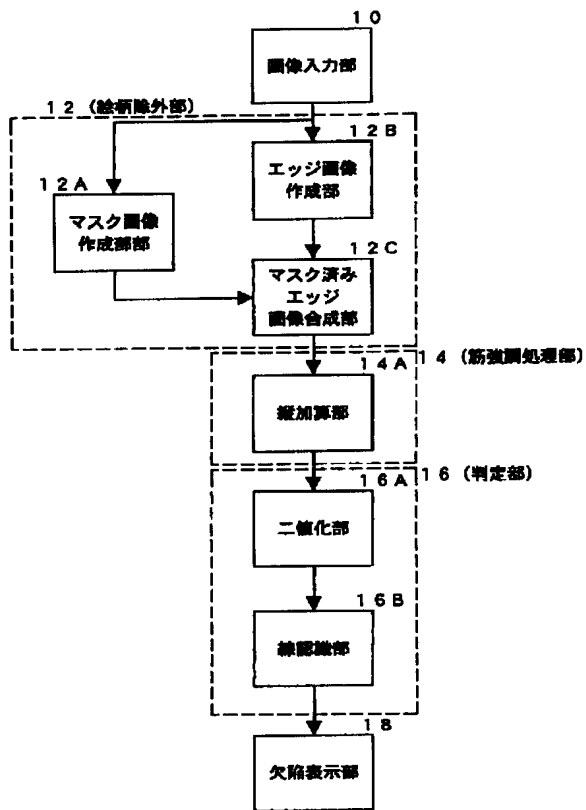 10
画像入力部
12(絵柄除外部)
12B
エッジ画像
作成部
12A
マスク画像
作成部部
12C
マスク済み
エッジ
画像合成部
14A
14(筋強調処理部)
縦加算部
16A
16(判定部)
二値化部
16B
線認識部
18
欠陥表示部